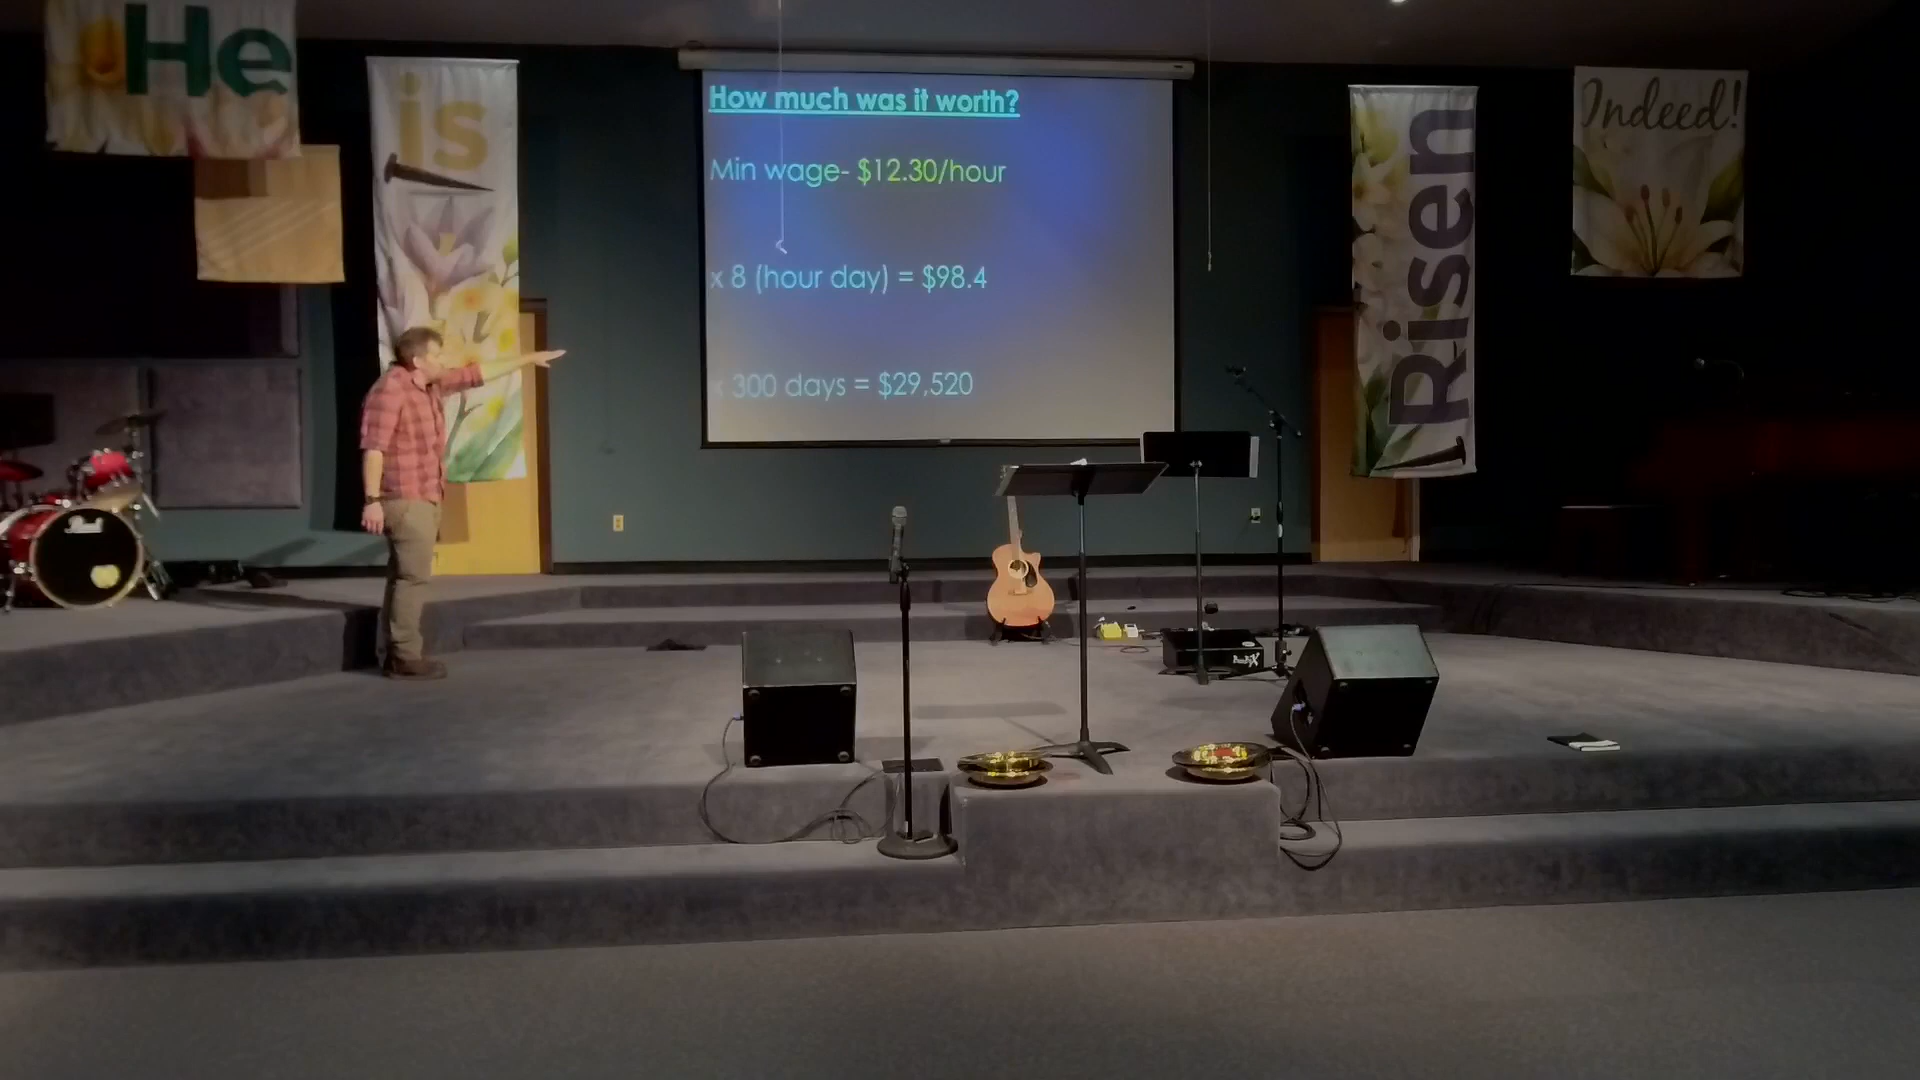 He
is
How much was it worth?
Min wage- $12.30/hour
x 8 (hour day) = $98.4
x 300 days = $29,520
Risen
Indeed!
Pearl